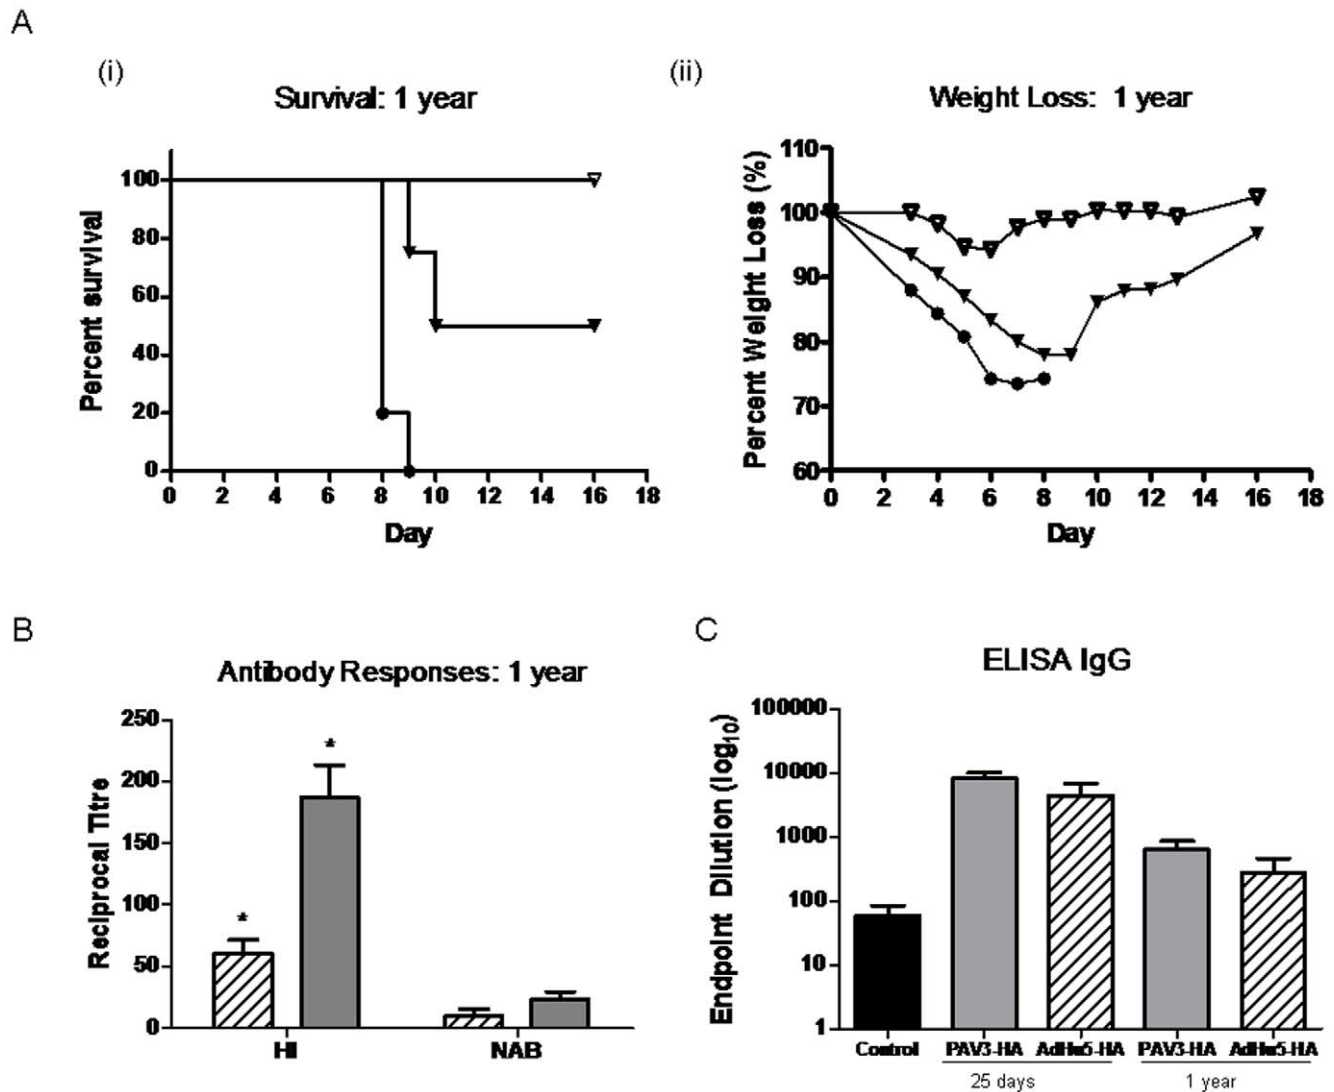 A
(i)
Survival: 1 year
Percent survival
100
80
60
40
20
0
0 2 4 6 8 10 12 14 16 18
Day
(ii)
Weight Loss: 1 year
Percent Weight Loss (%)
110
100
90
80
70
60
0 2 4 6 8 10 12 14 16 18
Day
B
Antibody Responses: 1 year
Reciprocal Titre
250
200
150
100
50
0
* *
HI NAB
C
ELISA IgG
Endpoint Dilution (log10)
100000
10000
1000
100
10
1
Control PAV3-HA AdHu5-HA PAV3-HA AdHu5-HA
25 days 1 year